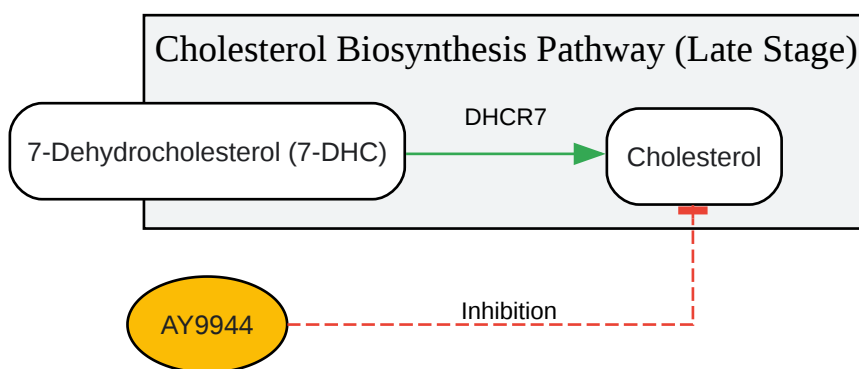 Cholesterol Biosynthesis Pathway (Late Stage)
DHCR7
7-Dehydrocholesterol (7-DHC)
Cholesterol
Inhibition
AY9944